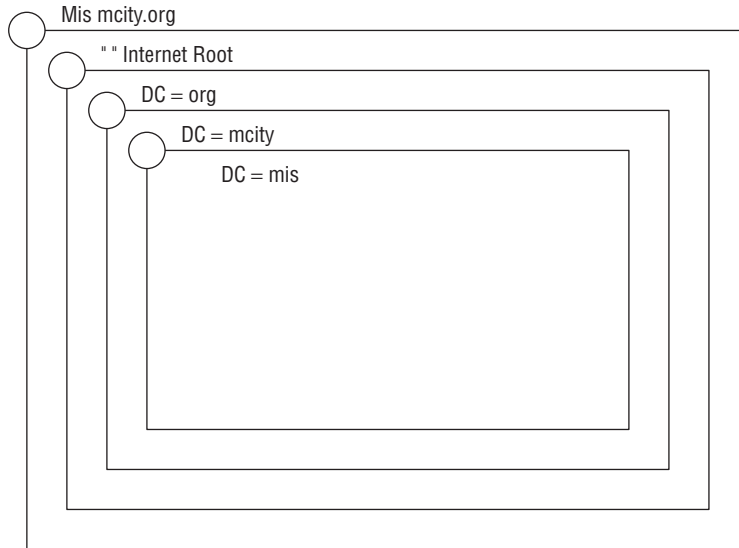 Mis mcity.org
" " Internet Root
DC = org
DC = mcity
DC = mis